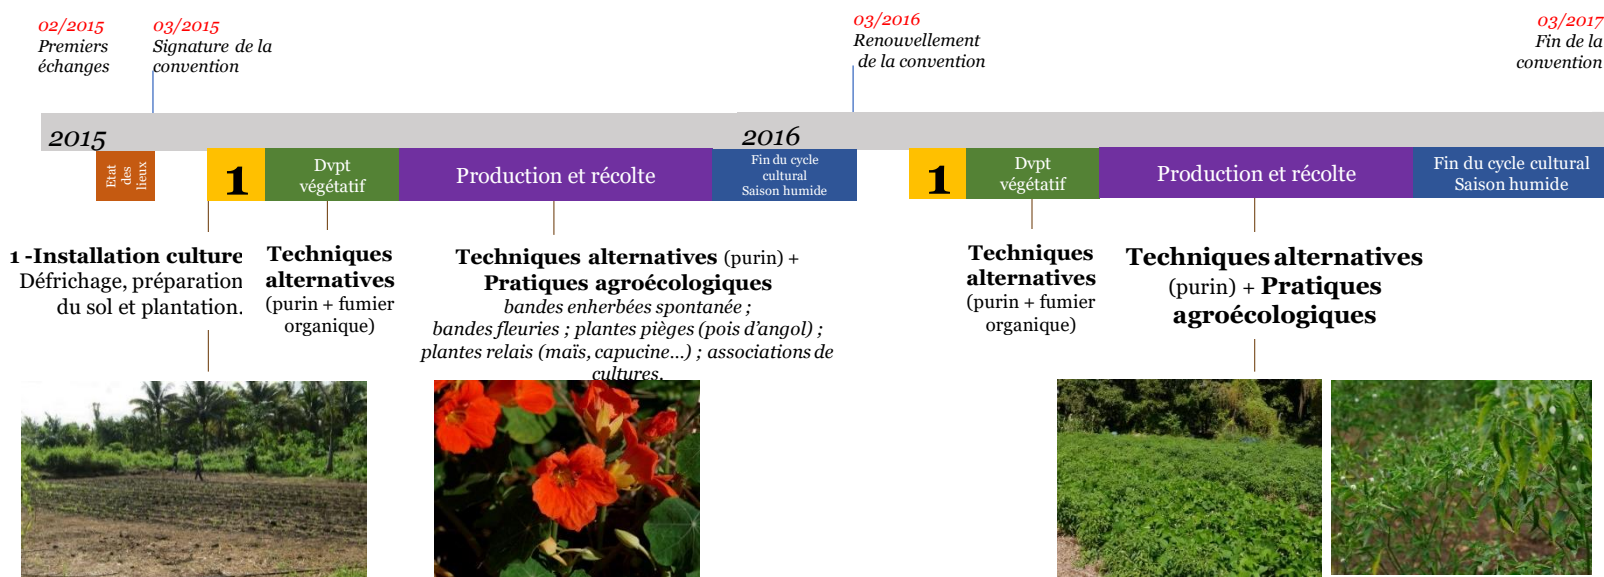 02/2015
Premiers
échanges
03/2015
Signature de la
convention
03/2016
Renouvellement
de la convention
03/2017
Fin de la
convention
2015
2016
Etat
des
lieux
1
Dvpt
végétatif
Production et récolte
Fin du cycle
cultural
Saison humide
1
Dvpt
végétatif
Production et récolte
Fin du cycle cultural
Saison humide
1 -Installation culture
Défrichage, préparation
du sol et plantation.
Techniques
alternatives
(purin + fumier
organique)
Techniques alternatives (purin) +
Pratiques agroécologiques
bandes enherbées spontanée ;
bandes fleuries ; plantes pièges (pois d'angol) ;
plantes relais (maïs, capucine...) ; associations de
cultures.
Techniques
alternatives
(purin + fumier
organique)
Techniques alternatives
(purin) + Pratiques
agroécologiques